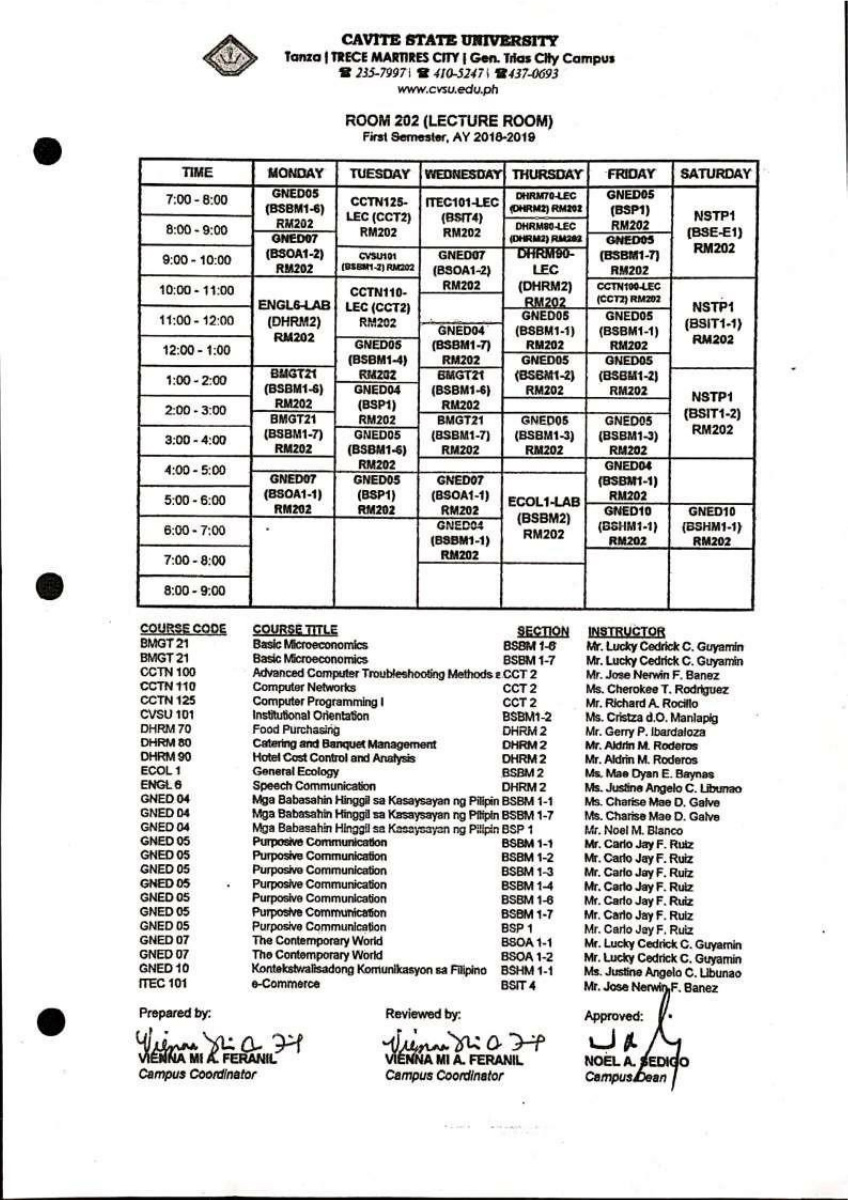 CAVITE STATE UNIVERSITY
Tanza | TRECE MARTIRES CITY | Gen. Trias City Campus
☎ 235-7997 | ☎ 410-5247 | ☎ 437-0693
www.cvsu.edu.ph
ROOM 202 (LECTURE ROOM)
First Semester, AY 2018-2019
TIME MONDAY TUESDAY WEDNESDAY THURSDAY FRIDAY SATURDAY
7:00 - 8:00
8:00 - 9:00
9:00 - 10:00
10:00 - 11:00
11:00 - 12:00
12:00 - 1:00
1:00 - 2:00
2:00 - 3:00
3:00 - 4:00
4:00 - 5:00
5:00 - 6:00
6:00 - 7:00
7:00 - 8:00
8:00 - 9:00
GNED05
(BSBM1-6)
RM202
GNED07
(BSOA1-2)
RM202
ENGL6-LAB
(DHRM2)
RM202
BMGT21
(BSBM1-6)
RM202
BMGT21
(BSBM1-7)
RM202
GNED07
(BSOA1-1)
RM202
CCTN125-
LEC (CCT2)
RM202
CVSU101
(BSBM1-2) RM202
CCTN110-
LEC (CCT2)
RM202
GNED05
(BSBM1-4)
RM202
GNED04
(BSP1)
RM202
GNED05
(BSBM1-6)
RM202
GNED05
(BSP1)
RM202
ITEC101-LEC
(BSIT4)
RM202
GNED07
(BSOA1-2)
RM202
GNED04
(BSBM1-7)
RM202
BMGT21
(BSBM1-6)
RM202
BMGT21
(BSBM1-7)
RM202
GNED07
(BSOA1-1)
RM202
GNED04
(BSBM1-1)
RM202
DHRM70-LEC
(DHRM2) RM202
DHRM80-LEC
(DHRM2) RM202
DHRM90-
LEC
(DHRM2)
RM202
GNED05
(BSBM1-1)
RM202
GNED05
(BSBM1-2)
RM202
GNED05
(BSBM1-3)
RM202
ECOL1-LAB
(BSBM2)
RM202
GNED05
(BSP1)
RM202
GNED05
(BSBM1-7)
RM202
CCTN100-LEC
(CCT2) RM202
GNED05
(BSBM1-1)
RM202
GNED05
(BSBM1-2)
RM202
GNED05
(BSBM1-3)
RM202
GNED04
(BSBM1-1)
RM202
GNED10
(BSHM1-1)
RM202
NSTP1
(BSE-E1)
RM202
NSTP1
(BSIT1-1)
RM202
NSTP1
(BSIT1-2)
RM202
GNED10
(BSHM1-1)
RM202
COURSE CODE COURSE TITLE SECTION INSTRUCTOR
BMGT 21 Basic Microeconomics BSBM 1-6 Mr. Lucky Cedrick C. Guyamin
BMGT 21 Basic Microeconomics BSBM 1-7 Mr. Lucky Cedrick C. Guyamin
CCTN 100 Advanced Computer Troubleshooting Methods a CCT 2 Mr. Jose Nerwin F. Banez
CCTN 110 Computer Networks CCT 2 Ms. Cherokee T. Rodriguez
CCTN 125 Computer Programming I CCT 2 Mr. Richard A. Rocillo
CVSU 101 Institutional Orientation BSBM1-2 Ms. Cristza d.O. Manlapig
DHRM 70 Food Purchasing DHRM 2 Mr. Gerry P. Ibardaloza
DHRM 80 Catering and Banquet Management DHRM 2 Mr. Aldrin M. Roderos
DHRM 90 Hotel Cost Control and Analysis DHRM 2 Mr. Aldrin M. Roderos
ECOL 1 General Ecology BSBM 2 Ms. Mae Dyan E. Baynas
ENGL 6 Speech Communication DHRM 2 Ms. Justine Angelo C. Libunao
GNED 04 Mga Babasahin Hinggil sa Kasaysayan ng Pilipin BSBM 1-1 Ms. Charise Mae D. Galve
GNED 04 Mga Babasahin Hinggil sa Kasaysayan ng Pilipin BSBM 1-7 Ms. Charise Mae D. Galve
GNED 04 Mga Babasahin Hinggil sa Kasaysayan ng Pilipin BSP 1 Mr. Noel M. Blanco
GNED 05 Purposive Communication BSBM 1-1 Mr. Carlo Jay F. Ruiz
GNED 05 Purposive Communication BSBM 1-2 Mr. Carlo Jay F. Ruiz
GNED 05 Purposive Communication BSBM 1-3 Mr. Carlo Jay F. Ruiz
GNED 05 Purposive Communication BSBM 1-4 Mr. Carlo Jay F. Ruiz
GNED 05 Purposive Communication BSBM 1-6 Mr. Carlo Jay F. Ruiz
GNED 05 Purposive Communication BSBM 1-7 Mr. Carlo Jay F. Ruiz
GNED 05 Purposive Communication BSP 1 Mr. Carlo Jay F. Ruiz
GNED 07 The Contemporary World BSOA 1-1 Mr. Lucky Cedrick C. Guyamin
GNED 07 The Contemporary World BSOA 1-2 Mr. Lucky Cedrick C. Guyamin
GNED 10 Kontekstwalisadong Komunikasyon sa Filipino BSHM 1-1 Ms. Justine Angelo C. Libunao
ITEC 101 e-Commerce BSIT 4 Mr. Jose Nerwin F. Banez
Prepared by: Reviewed by: Approved:
VIENNA MI A. FERANIL VIENNA MI A. FERANIL NOEL A. SEDIGO
Campus Coordinator Campus Coordinator Campus Dean